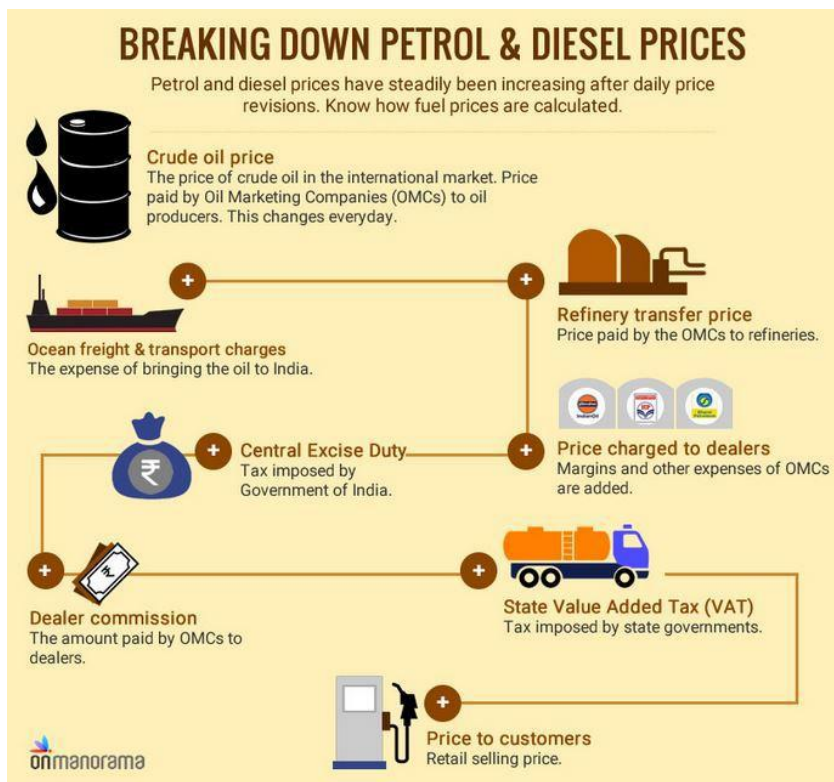 BREAKING DOWN PETROL & DIESEL PRICES
Petrol and diesel prices have steadily been increasing after daily price
revisions. Know how fuel prices are calculated.
Crude oil price
The price of crude oil in the international market. Price
paid by Oil Marketing Companies (OMCs) to oil
producers. This changes everyday.
+
+
Ocean freight & transport charges
The expense of bringing the oil to India.
Refinery transfer price
Price paid by the OMCs to refineries.
IndianOil
HP
Bharat
Petroleum
+
Price charged to dealers
Margins and other expenses of OMCs
are added.
₹
+
Central Excise Duty
Tax imposed by
Government of India.
+
₹
Dealer commission
The amount paid by OMCs to
dealers.
+
State Value Added Tax (VAT)
Tax imposed by state governments.
+
Price to customers
Retail selling price.
onmanorama